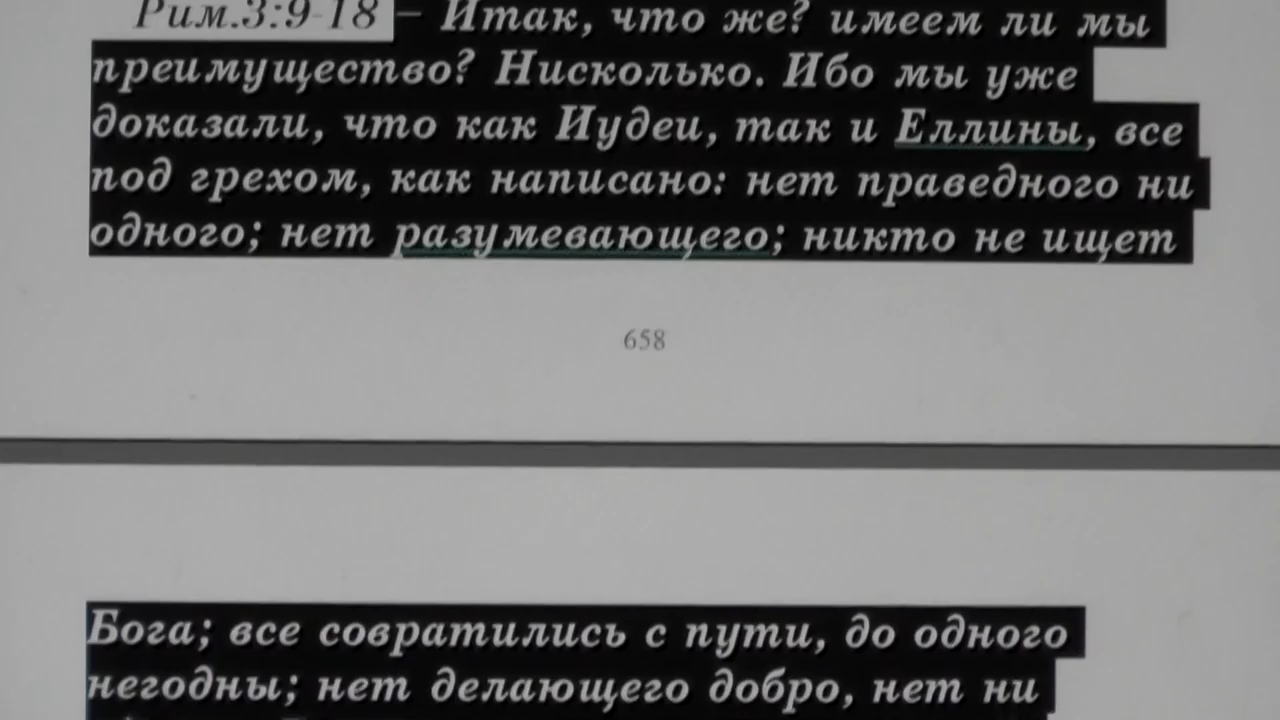 Рим.3:9-18 – Итак, что же? имеем ли мы
преимущество? Нисколько. Ибо мы уже
доказали, что как Иудеи, так и Еллины, все
под грехом, как написано: нет праведного ни
одного; нет разумевающего; никто не ищет
658
Бога; все совратились с пути, до одного
негодны; нет делающего добро, нет ни